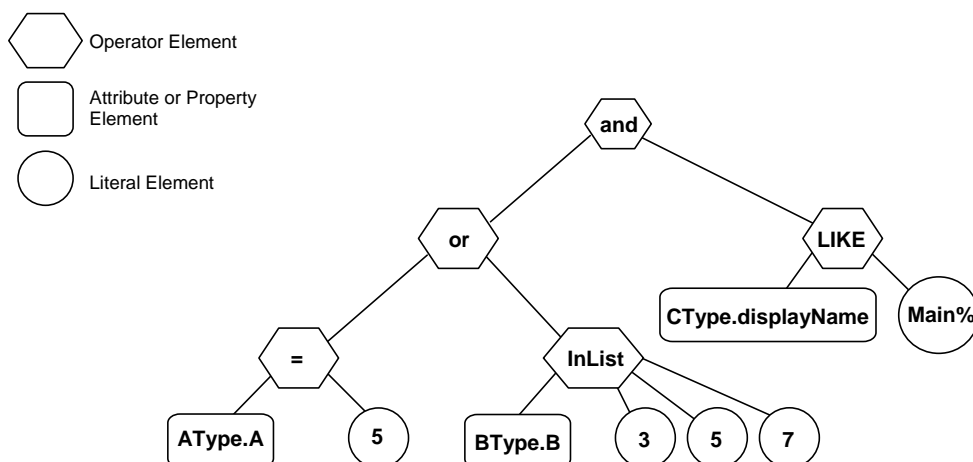 Operator Element
Attribute or Property
Element
Literal Element
and
or
LIKE
CType.displayName
Main%
=
InList
AType.A
5
BType.B
3
5
7